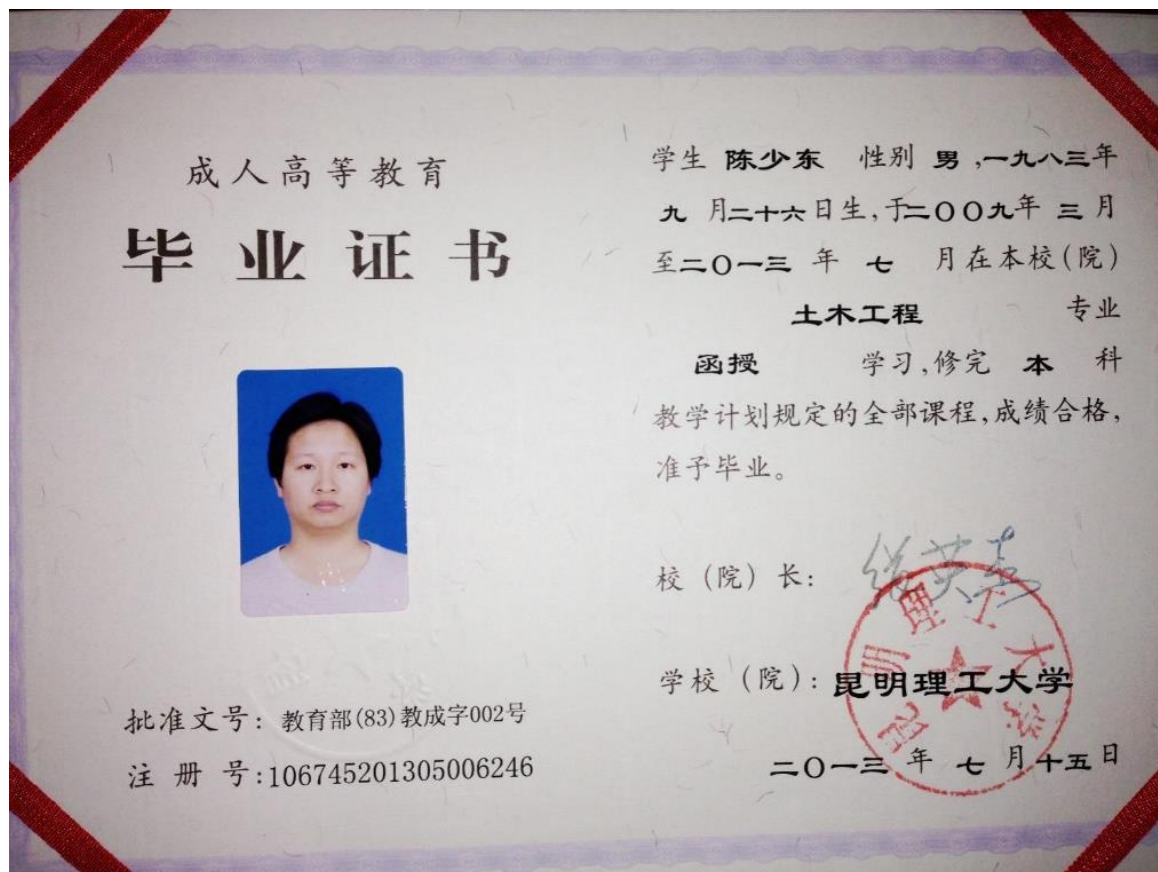 成人高等教育
毕业证书
批准文号: 教育部(83)教成字002号
注册号:106745201305006246
学生 陈少东 性别 男,一九八三年
九 月二十六日生,于二〇〇九年 三 月
至二〇一三 年 七 月在本校(院)
土木工程 专业
函授 学习,修完 本 科
教学计划规定的全部课程,成绩合格,
准予毕业。
校(院)长:
学校(院): 昆明理工大学
昆明理工大学
二〇一三 年 七 月十五日